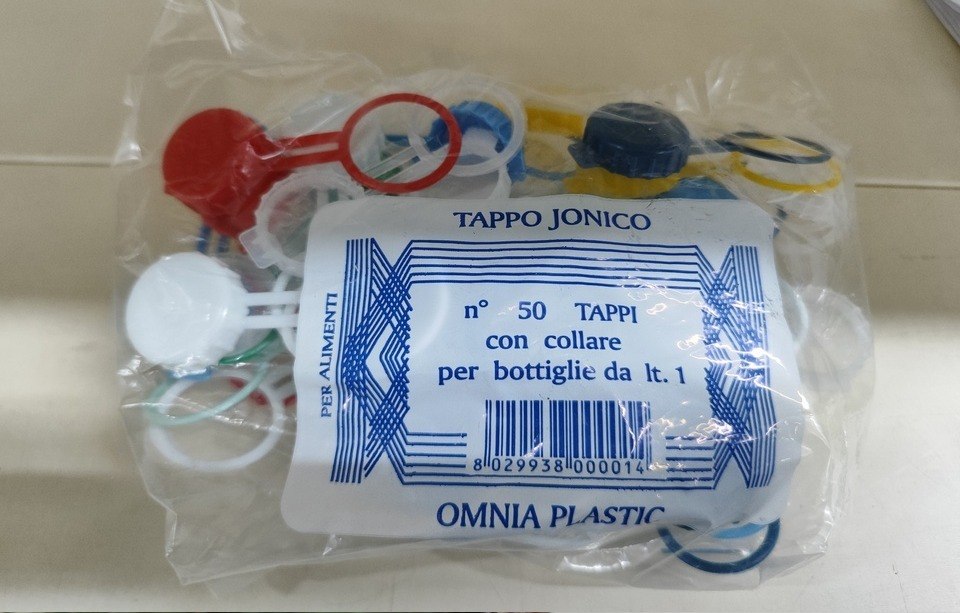 TAPPO JONICO
PER ALIMENTI
n° 50 TAPPI
con collare
per bottiglie da lt. 1
8 029938 000014
OMNIA PLASTIC